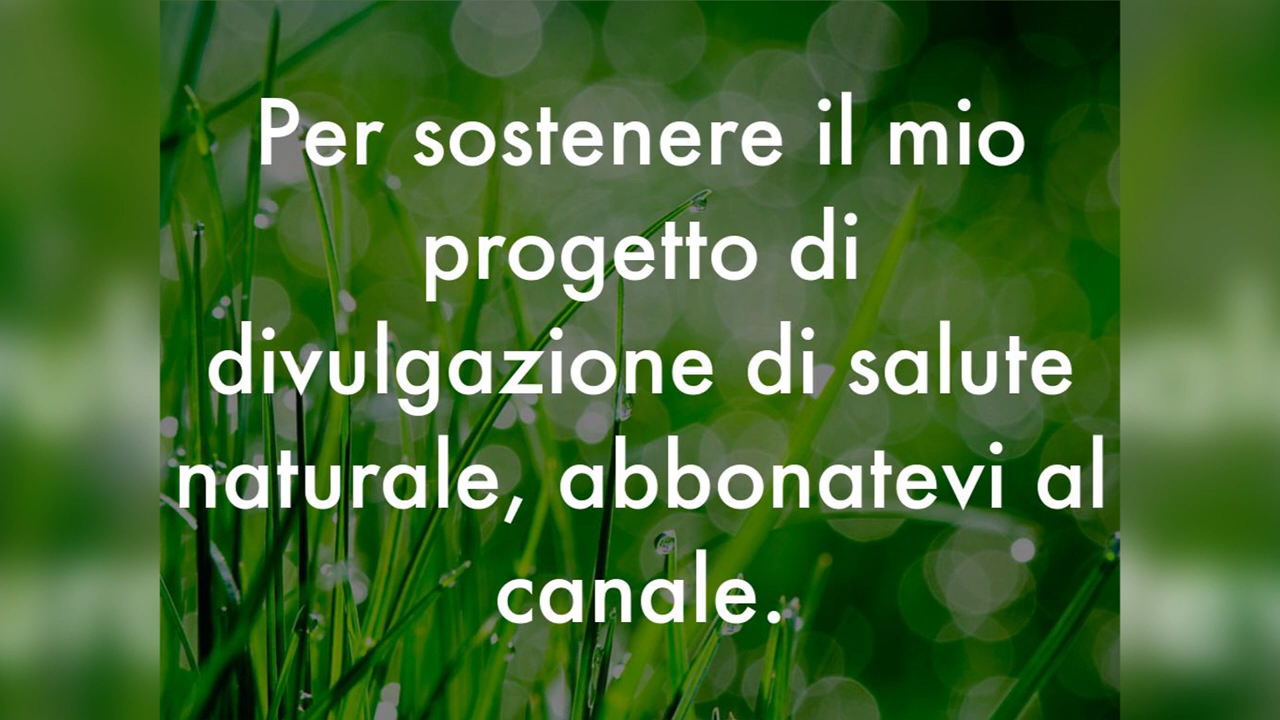 Per sostenere il mio
progetto di
divulgazione di salute
naturale, abbonatevi al
canale.